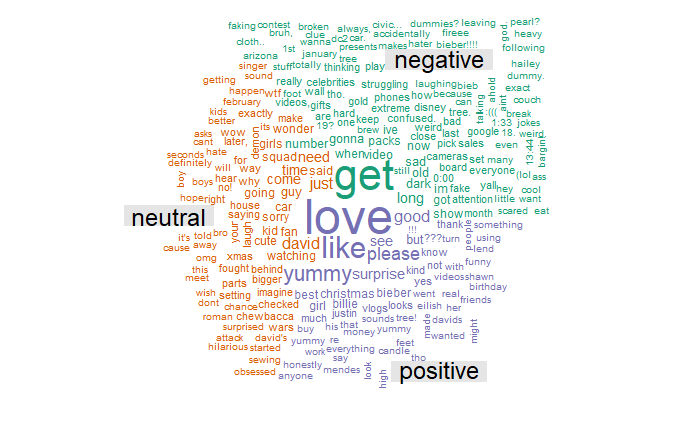 faking contest broken always, civic... dummies? leaving pearl?
bruh, clue wanna dc2 car. accidentally fireee god. heavy
cloth.. 1st january presents makes hater bieber!!!! following
arizona stuff totally tree negative
singer thinking play hailey
getting sound really celebrities struggling laughing bieb dummy.
happen wtf foot wall tho. phones how because exact
february videos, gifts gold extreme disney can taking ahold couch
kids exactly make are hard keep confused. tree. :((( aint break
better its wonder 19? one brew ive weird, bad jokes
asks wow demon girls number gonna packs close last google 18. weird.
cant later, now pick sales even 13:44
seconds hate for squad need when video sad cameras set many bargin
definitely will way time said get still old board everyone (lol ass
boy boys hear why come just dark 0:00 im fake yall hey cool
no! going guy long got attention little want
hope right house car love good show month scared eat
saying sorry !!! thank something
neutral
it's told bro your laugh kid fan like but ??? turn people using
cause away cute david please see know
omg month xmas watching kind not with funny
this fought behind yummy surprise yes videos shawn
meet parts bigger birthday
wish setting imagine best christmas bieber went real friends
dont chance checked girl billie vlogs looks eilish her
roman chewbacca much justin sounds tree! made davids
surprised wars buy his that money yummy wanted might
attack david's yummy re feet
hilarious started work everything candle tho
sewing honestly say look positive
obsessed anyone mendes high